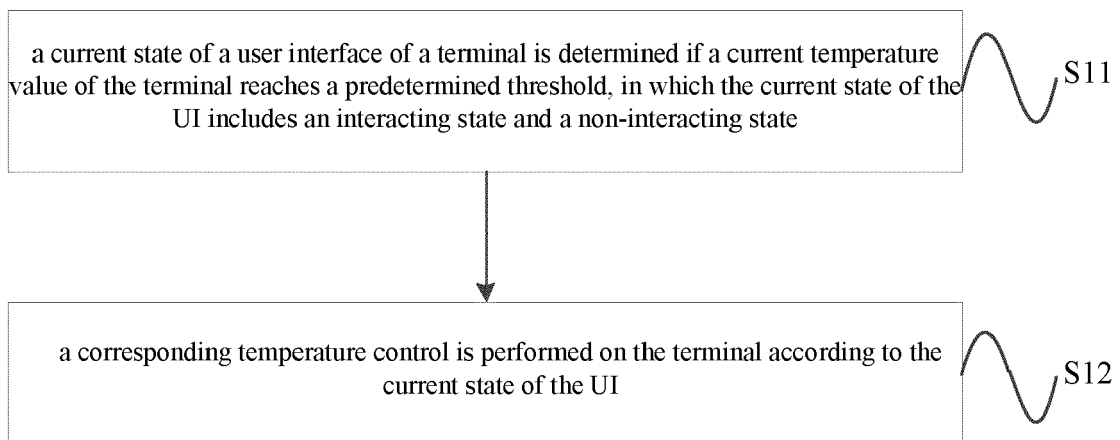 a current state of a user interface of a terminal is determined if a current temperature
value of the terminal reaches a predetermined threshold, in which the current state of the
UI includes an interacting state and a non-interacting state
S11
a corresponding temperature control is performed on the terminal according to the
current state of the UI
S12